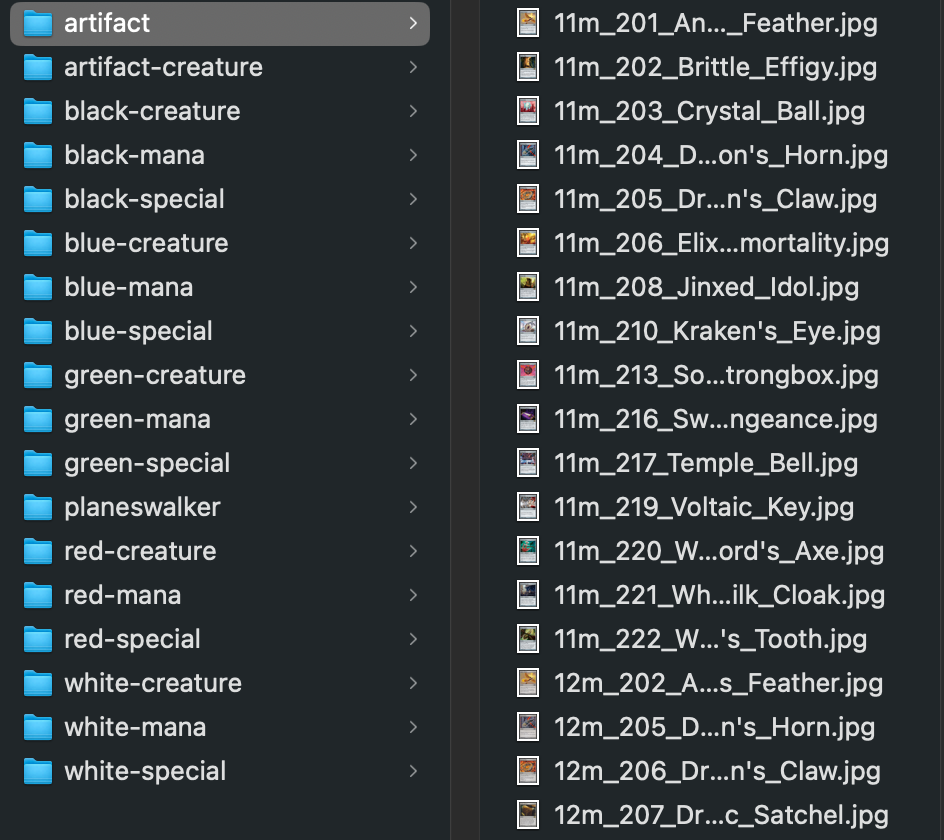 artifact
artifact-creature
black-creature
black-mana
black-special
blue-creature
blue-mana
blue-special
green-creature
green-mana
green-special
planeswalker
red-creature
red-mana
red-special
white-creature
white-mana
white-special
11m_201_An..._Feather.jpg
11m_202_Brittle_Effigy.jpg
11m_203_Crystal_Ball.jpg
11m_204_D...on's_Horn.jpg
11m_205_Dr...n's_Claw.jpg
11m_206_Elix...mortality.jpg
11m_208_Jinxed_Idol.jpg
11m_210_Kraken's_Eye.jpg
11m_213_So...trongbox.jpg
11m_216_Sw...ngeance.jpg
11m_217_Temple_Bell.jpg
11m_219_Voltaic_Key.jpg
11m_220_W...ord's_Axe.jpg
11m_221_Wh...ilk_Cloak.jpg
11m_222_W...'s_Tooth.jpg
12m_202_A...s_Feather.jpg
12m_205_D...n's_Horn.jpg
12m_206_Dr...n's_Claw.jpg
12m_207_Dr...c_Satchel.jpg